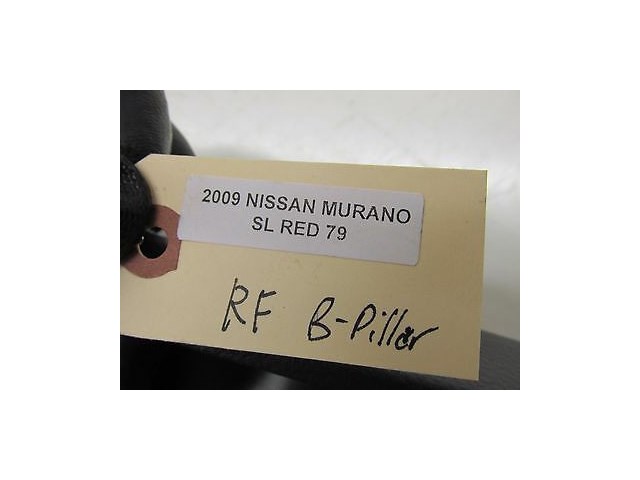 2009 NISSAN MURANO
SL RED 79
RF B-Pillar